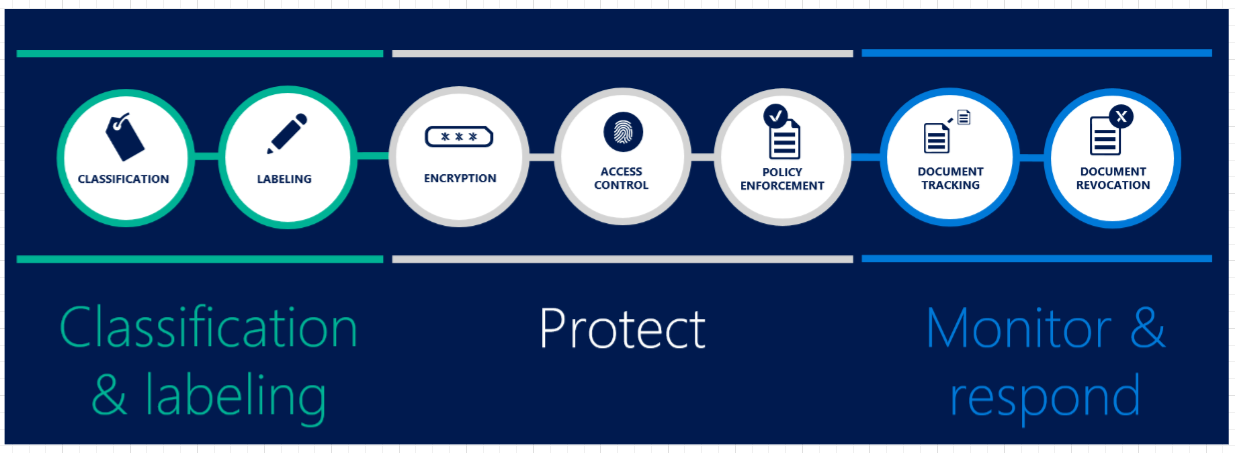 CLASSIFICATION
LABELING
* * *
ENCRYPTION
ACCESS
CONTROL
POLICY
ENFORCEMENT
DOCUMENT
TRACKING
X
DOCUMENT
REVOCATION
Classification
& labeling
Protect
Monitor &
respond